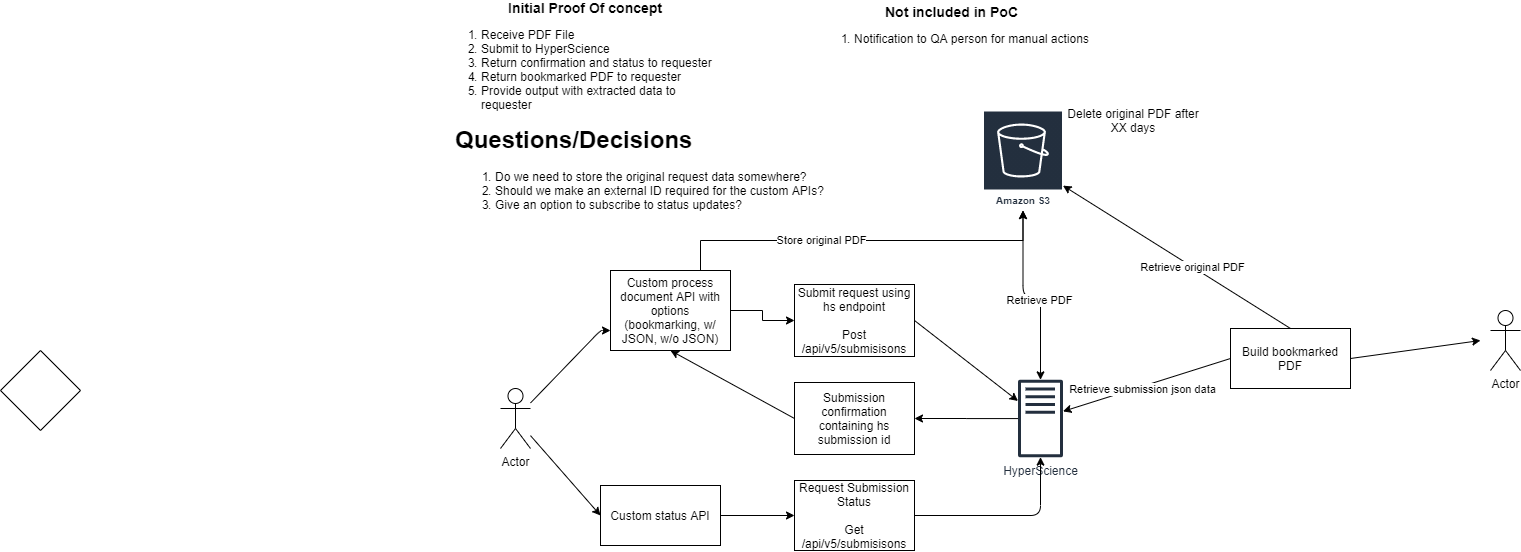 Initial Proof Of concept
1. Receive PDF File
2. Submit to HyperScience
3. Return confirmation and status to requester
4. Return bookmarked PDF to requester
5. Provide output with extracted data to
requester
Not included in PoC
1. Notification to QA person for manual actions
Questions/Decisions
1. Do we need to store the original request data somewhere?
2. Should we make an external ID required for the custom APIs?
3. Give an option to subscribe to status updates?
Delete original PDF after
XX days
Amazon S3
Store original PDF
Retrieve original PDF
Custom process
document API with
options
(bookmarking, w/
JSON, w/o JSON)
Submit request using
hs endpoint
Post
/api/v5/submisisons
Retrieve PDF
Build bookmarked
PDF
Actor
Retrieve submission json data
Submission
confirmation
containing hs
submission id
HyperScience
Actor
Custom status API
Request Submission
Status
Get
/api/v5/submisisons